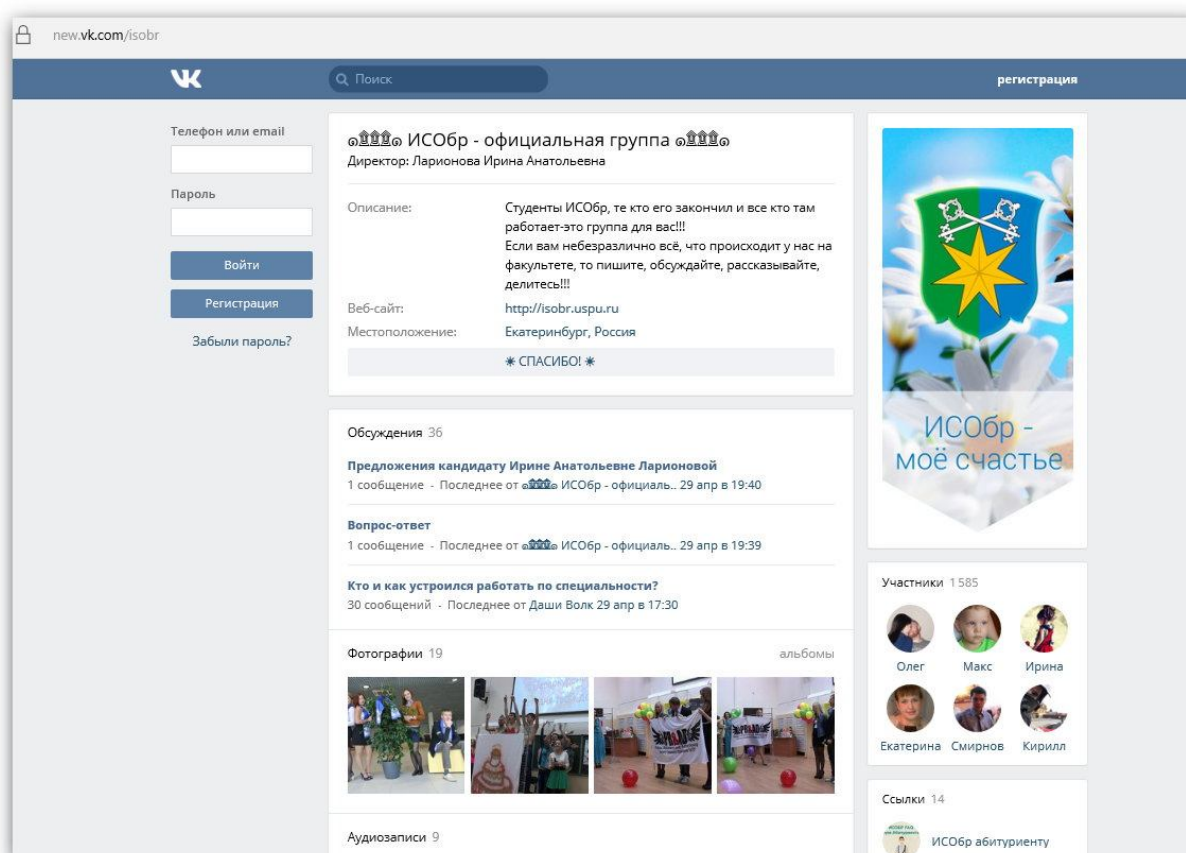 new.vk.com/isobr
Поиск
регистрация
Телефон или email
Пароль
Войти
Регистрация
Забыли пароль?
ИСОбр - официальная группа
Директор: Ларионова Ирина Анатольевна
Описание:
Студенты ИСОбр, те кто его закончил и все кто там
работает-это группа для вас!!!
Если вам небезразлично всё, что происходит у нас на
факультете, то пишите, обсуждайте, рассказывайте,
делитесь!!!
Веб-сайт:
http://isobr.uspu.ru
Местоположение:
Екатеринбург, Россия
☀ СПАСИБО! ☀
Обсуждения 36
Предложения кандидату Ирине Анатольевне Ларионовой
1 сообщение - Последнее от ИСОбр - официаль.. 29 апр в 19:40
Вопрос-ответ
1 сообщение - Последнее от ИСОбр - официаль.. 29 апр в 19:39
Кто и как устроился работать по специальности?
30 сообщений - Последнее от Даши Волк 29 апр в 17:30
Фотографии 19
альбомы
Аудиозаписи 9
ИСОбр -
моё счастье
Участники 1 585
Олег Макс Ирина
Екатерина Смирнов Кирилл
Ссылки 14
ИСОбр абитуриенту